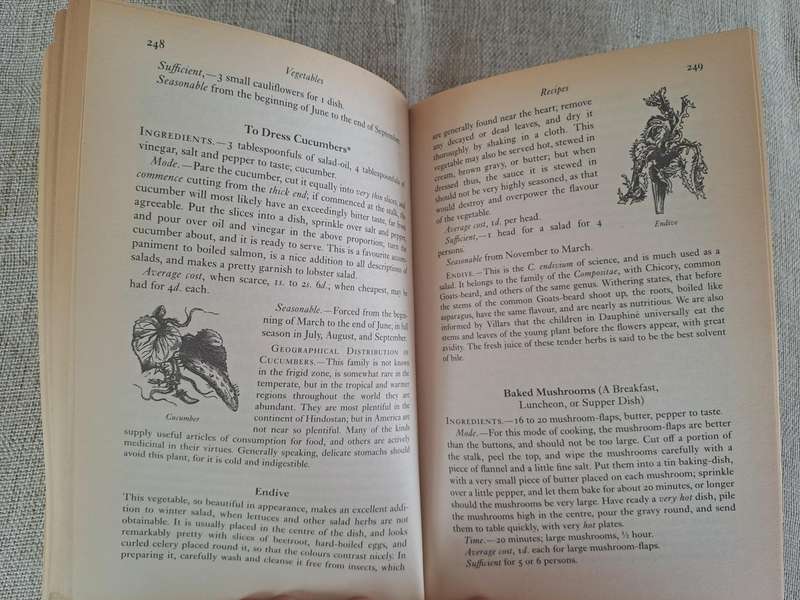 248
Vegetables
Sufficient,—3 small cauliflowers for 1 dish.
Seasonable from the beginning of June to the end of September.
To Dress Cucumbers*
INGREDIENTS.—3 tablespoonfuls of salad-oil, 4 tablespoonfuls of
vinegar, salt and pepper to taste; cucumber.
Mode.—Pare the cucumber, cut it equally into very thin slices, and
commence cutting from the thick end; if commenced at the stalk, the
cucumber will most likely have an exceedingly bitter taste, far from
agreeable. Put the slices into a dish, sprinkle over salt and pepper,
and pour over oil and vinegar in the above proportion; turn the
cucumber about, and it is ready to serve. This is a favourite accom-
paniment to boiled salmon, is a nice addition to all descriptions of
salads, and makes a pretty garnish to lobster salad.
Average cost, when scarce, 1s. to 2s. 6d.; when cheapest, may be
had for 4d. each.
Seasonable.—Forced from the begin-
ning of March to the end of June; in full
season in July, August, and September.
GEOGRAPHICAL DISTRIBUTION OF
CUCUMBERS.—This family is not known
in the frigid zone, is somewhat rare in the
temperate, but in the tropical and warmer
regions throughout the world they are
abundant. They are most plentiful in the
continent of Hindostan; but in America are
not near so plentiful. Many of the kinds
Cucumber
supply useful articles of consumption for food, and others are actively
medicinal in their virtues. Generally speaking, delicate stomachs should
avoid this plant, for it is cold and indigestible.
Endive
This vegetable, so beautiful in appearance, makes an excellent addi-
tion to winter salad, when lettuces and other salad herbs are not
obtainable. It is usually placed in the centre of the dish, and looks
remarkably pretty with slices of beetroot, hard-boiled eggs, and
curled celery placed round it, so that the colours contrast nicely. In
preparing it, carefully wash and cleanse it free from insects, which
Recipes
249
are generally found near the heart; remove
any decayed or dead leaves, and dry it
thoroughly by shaking in a cloth. This
vegetable may also be served hot, stewed in
cream, brown gravy, or butter; but when
dressed thus, the sauce it is stewed in
should not be very highly seasoned, as that
would destroy and overpower the flavour
of the vegetable.
Average cost, 1d. per head.
Sufficient,—1 head for a salad for 4
persons.
Endive
Seasonable from November to March.
ENDIVE.—This is the C. endivium of science, and is much used as a
salad. It belongs to the family of the Compositae, with Chicory, common
Goats-beard, and others of the same genus. Withering states, that before
the stems of the common Goats-beard shoot up, the roots, boiled like
asparagus, have the same flavour, and are nearly as nutritious. We are also
informed by Villars that the children in Dauphiné universally eat the
stems and leaves of the young plant before the flowers appear, with great
avidity. The fresh juice of these tender herbs is said to be the best solvent
of bile.
Baked Mushrooms (A Breakfast,
Luncheon, or Supper Dish)
INGREDIENTS.—16 to 20 mushroom-flaps, butter, pepper to taste.
Mode.—For this mode of cooking, the mushroom-flaps are better
than the buttons, and should not be too large. Cut off a portion of
the stalk, peel the top, and wipe the mushrooms carefully with a
piece of flannel and a little fine salt. Put them into a tin baking-dish,
with a very small piece of butter placed on each mushroom; sprinkle
over a little pepper, and let them bake for about 20 minutes, or longer
should the mushrooms be very large. Have ready a very hot dish, pile
the mushrooms high in the centre, pour the gravy round, and send
them to table quickly, with very hot plates.
Time.—20 minutes; large mushrooms, ½ hour.
Average cost, 1d. each for large mushroom-flaps.
Sufficient for 5 or 6 persons.